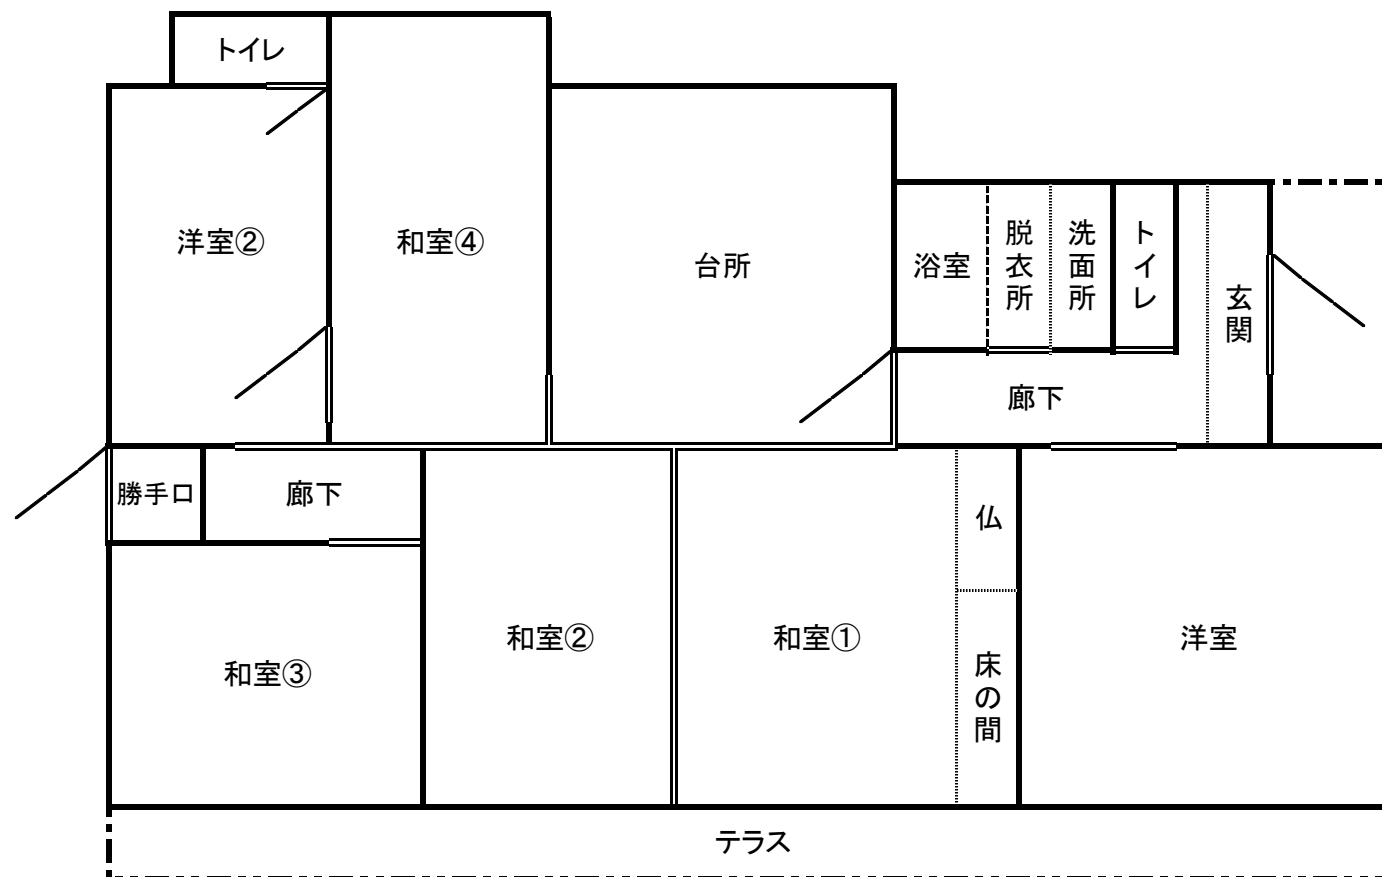 トイレ
洋室②
和室④
台所
浴室
脱衣所
洗面所
トイレ
玄関
廊下
勝手口
廊下
仏
和室③
和室②
和室①
床の間
洋室
テラス